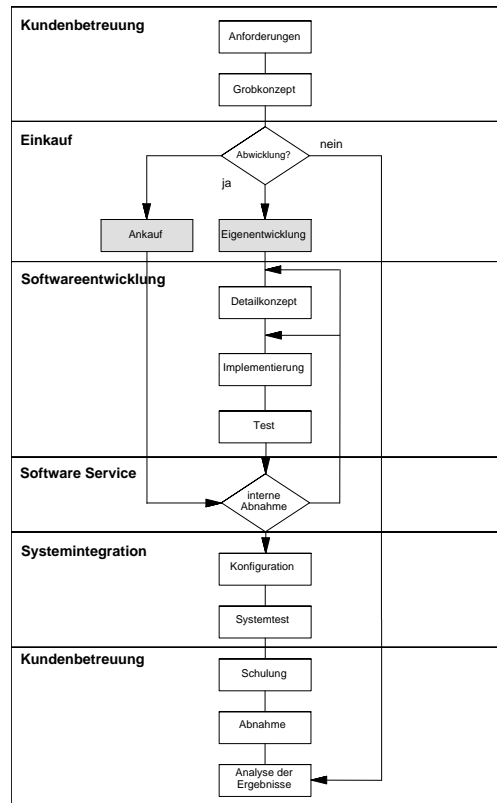 Kundenbetreuung
Anforderungen
Grobkonzept
Einkauf
Abwicklung?
nein
ja
Ankauf
Eigenentwicklung
Softwareentwicklung
Detailkonzept
Implementierung
Test
Software Service
interne
Abnahme
Systemintegration
Konfiguration
Systemtest
Kundenbetreuung
Schulung
Abnahme
Analyse der
Ergebnisse